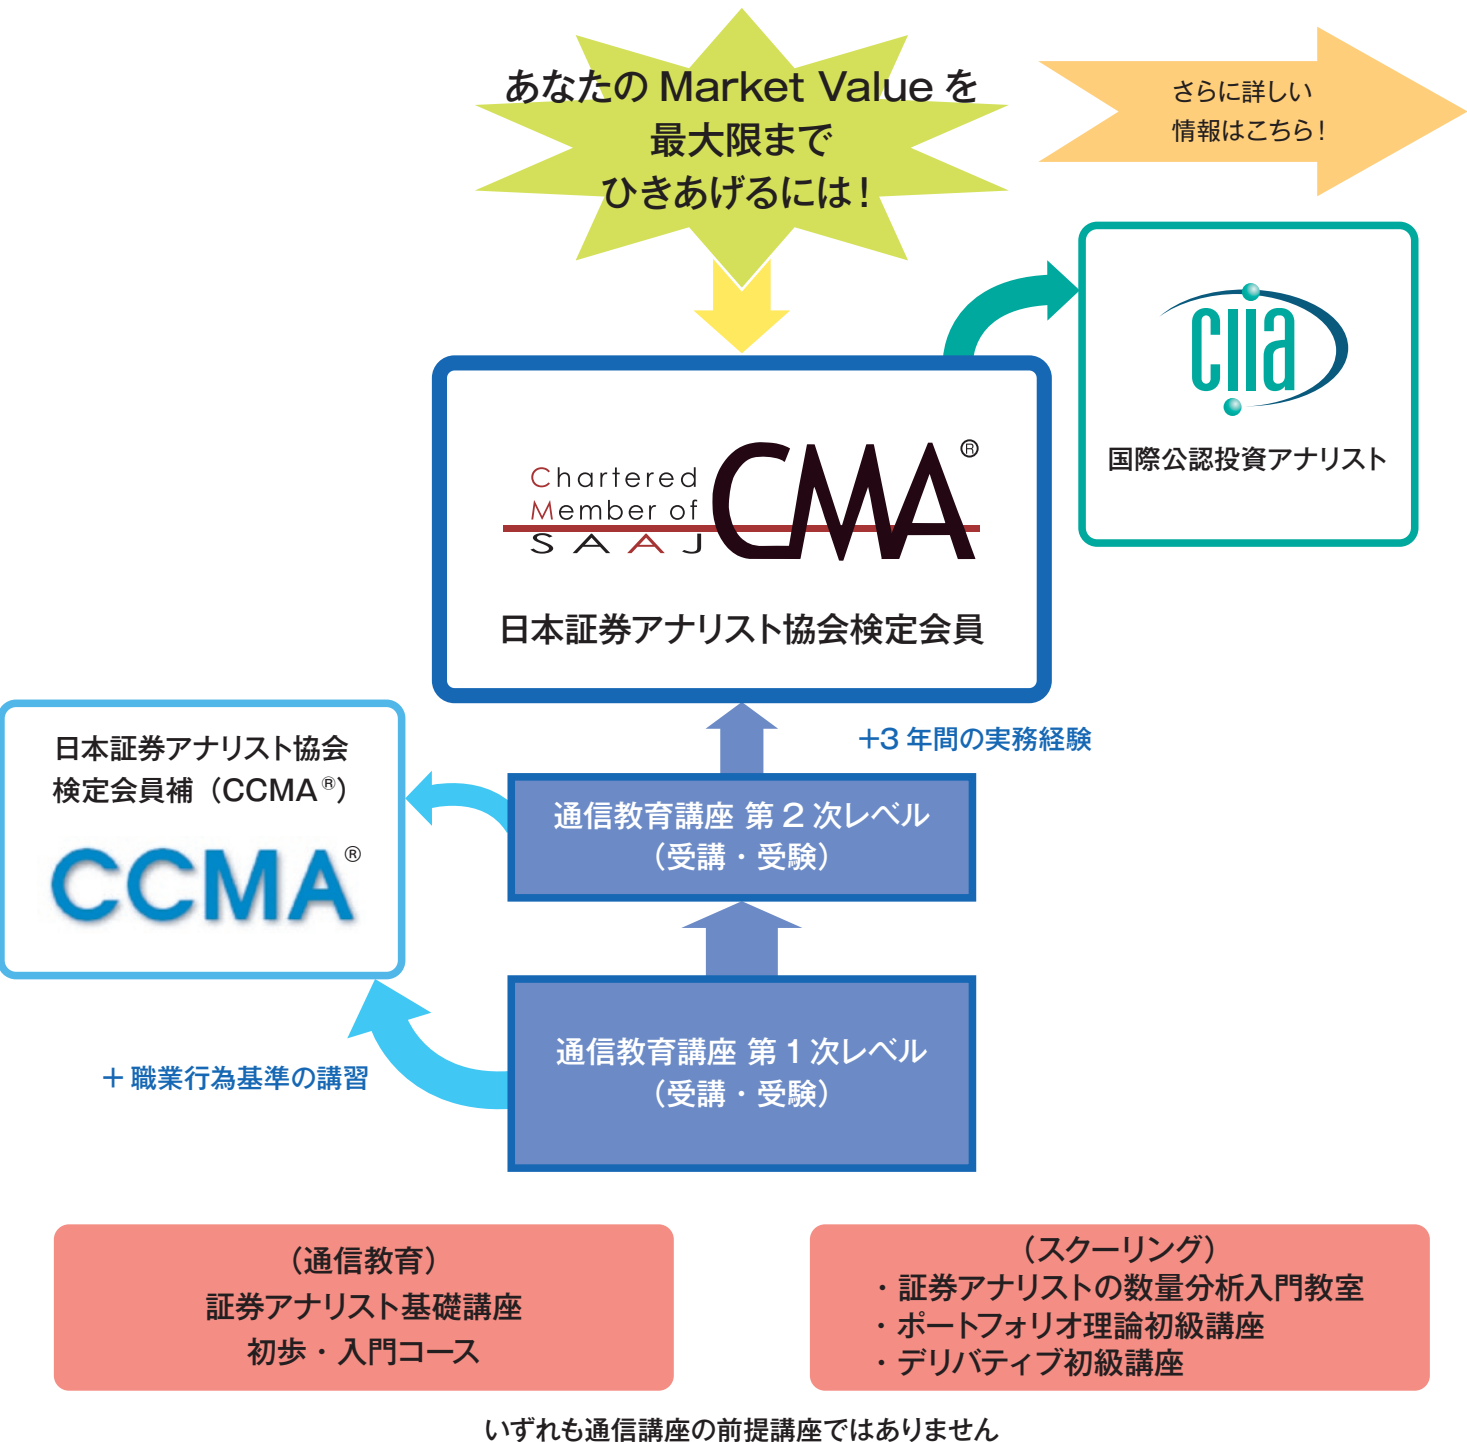 あなたの Market Value を
最大限まで
ひきあげるには！
さらに詳しい
情報はこちら！
ciia
国際公認投資アナリスト
Chartered
Member of
SAAJ
CMA®
日本証券アナリスト協会検定会員
＋3 年間の実務経験
日本証券アナリスト協会
検定会員補（CCMA®）
CCMA®
通信教育講座 第 2 次レベル
（受講・受験）
通信教育講座 第 1 次レベル
（受講・受験）
＋ 職業行為基準の講習
（通信教育）
証券アナリスト基礎講座
初歩・入門コース
（スクーリング）
・証券アナリストの数量分析入門教室
・ポートフォリオ理論初級講座
・デリバティブ初級講座
いずれも通信講座の前提講座ではありません